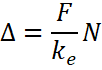 Δ = F/kₑ N